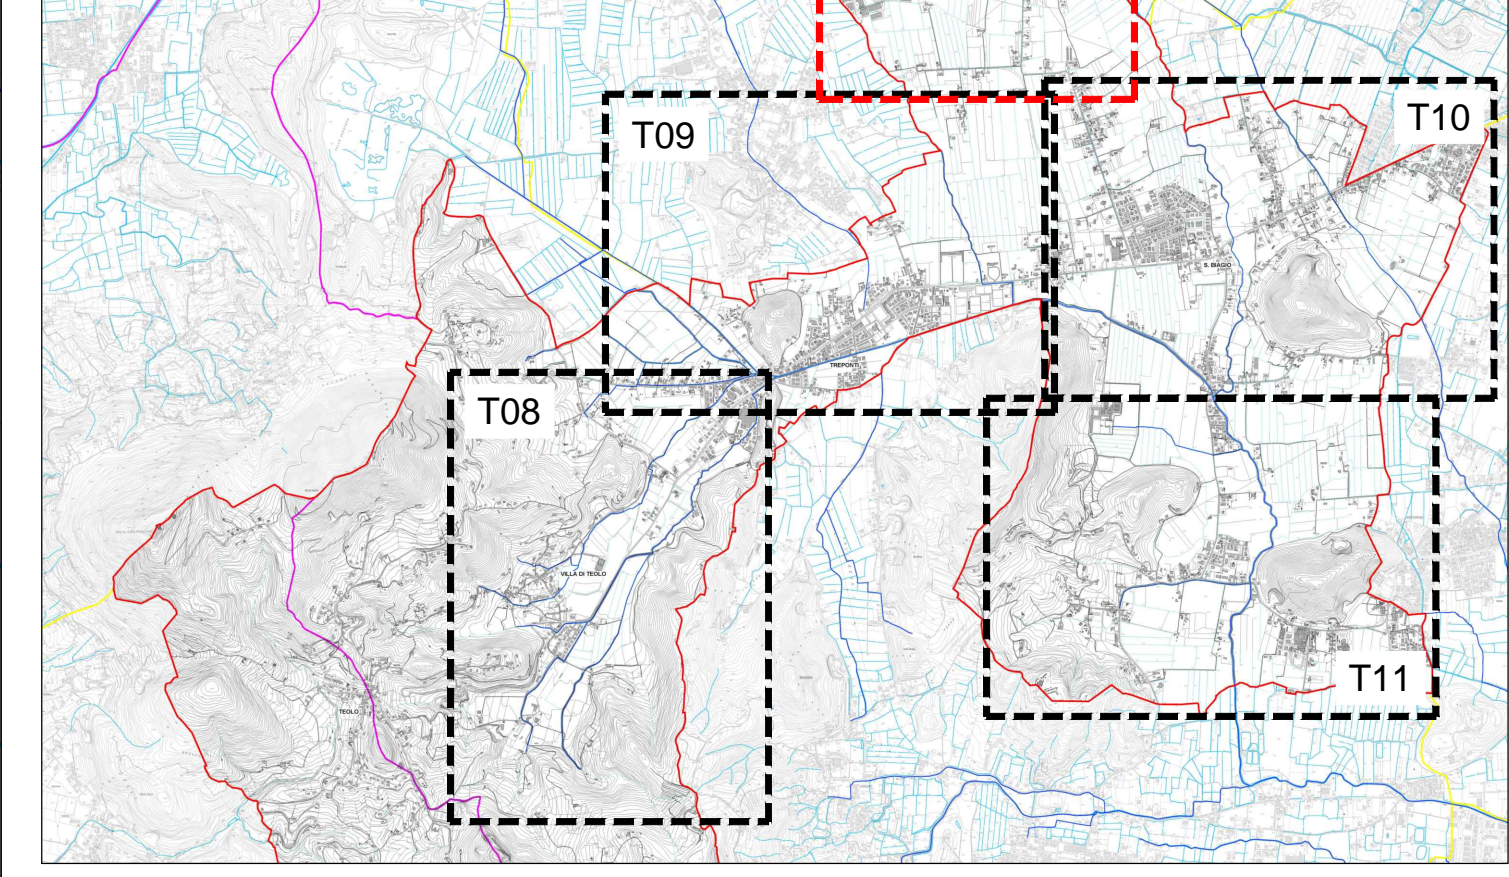 T10
T09
S. BIAGIO
TREPONTI
T08
VILLA DI TEOLO
T11
TEOLO